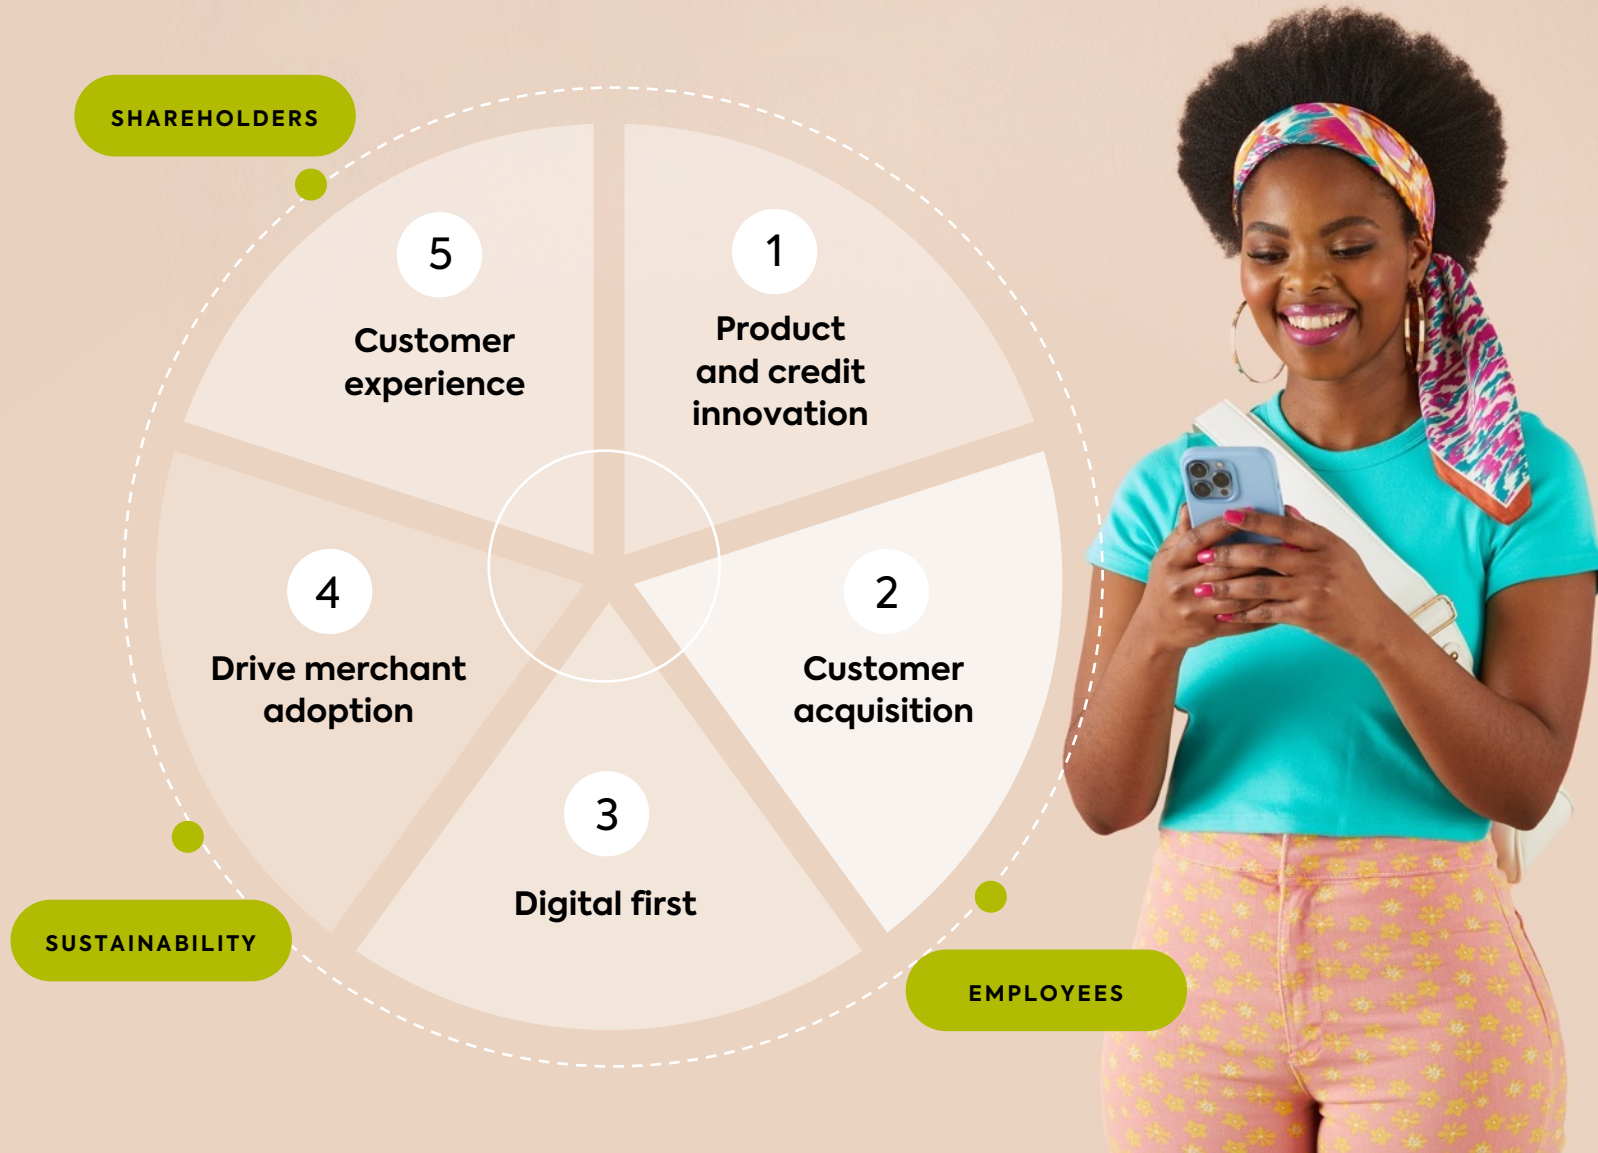 SHAREHOLDERS
5
Customer
experience
1
Product
and credit
innovation
4
Drive merchant
adoption
2
Customer
acquisition
3
Digital first
SUSTAINABILITY
EMPLOYEES